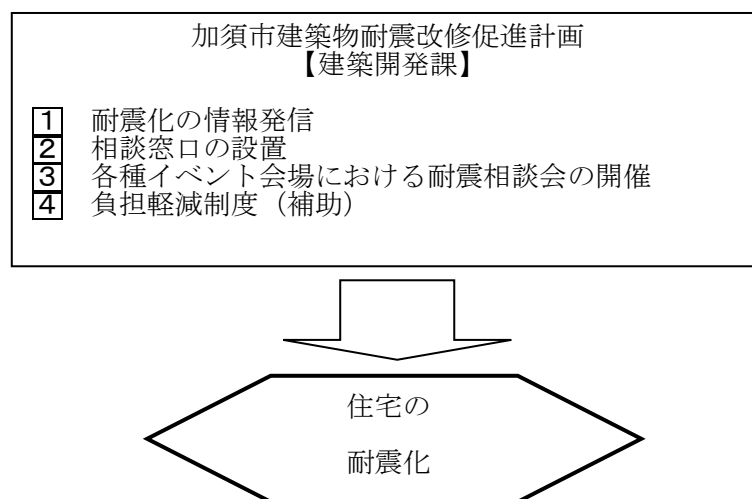 加須市建築物耐震改修促進計画
【建築開発課】
1 耐震化の情報発信
2 相談窓口の設置
3 各種イベント会場における耐震相談会の開催
4 負担軽減制度（補助）
住宅の
耐震化